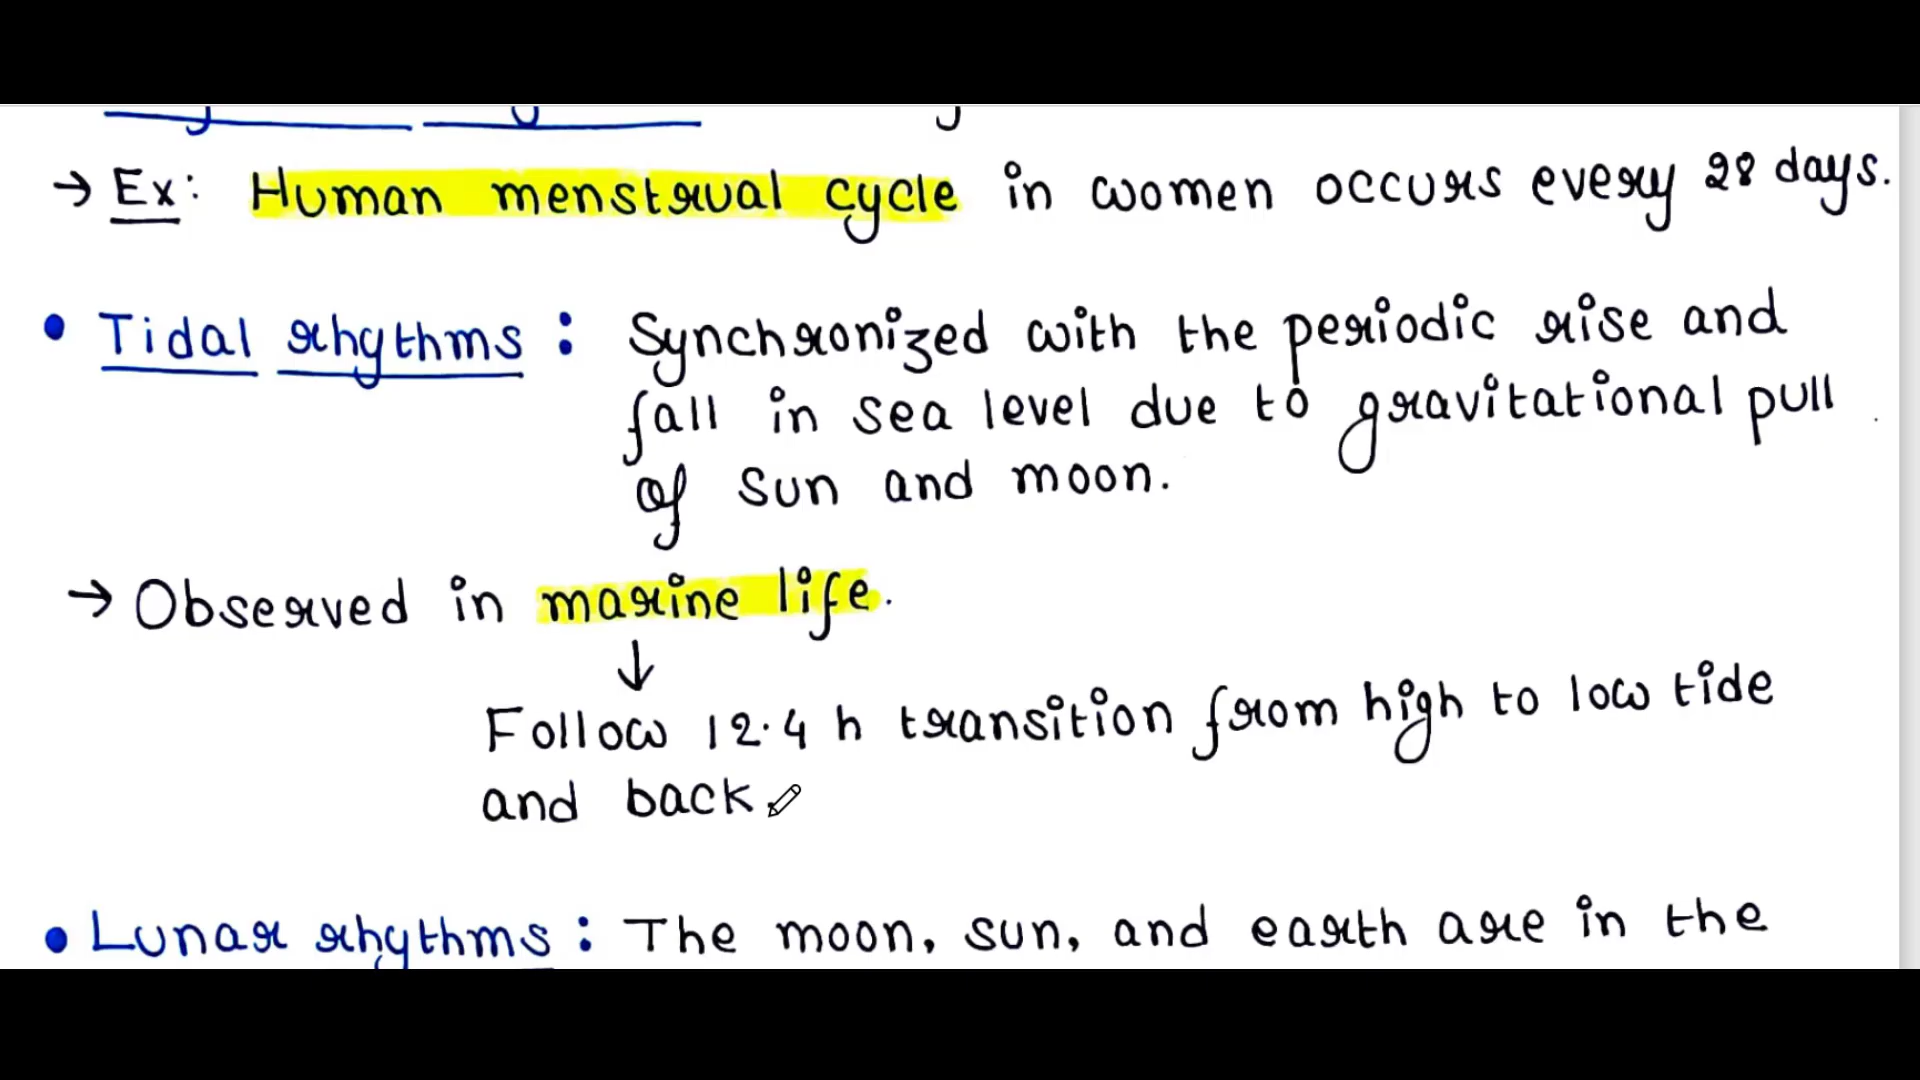 → Ex: Human menstrual cycle in women occurs every 28 days.
• Tidal rhythms : Synchronized with the periodic rise and
fall in sea level due to gravitational pull
of sun and moon.
→ Observed in marine life.
↓
Follow 12.4 h transition from high to low tide
and back
• Lunar rhythms : The moon, sun, and earth are in the